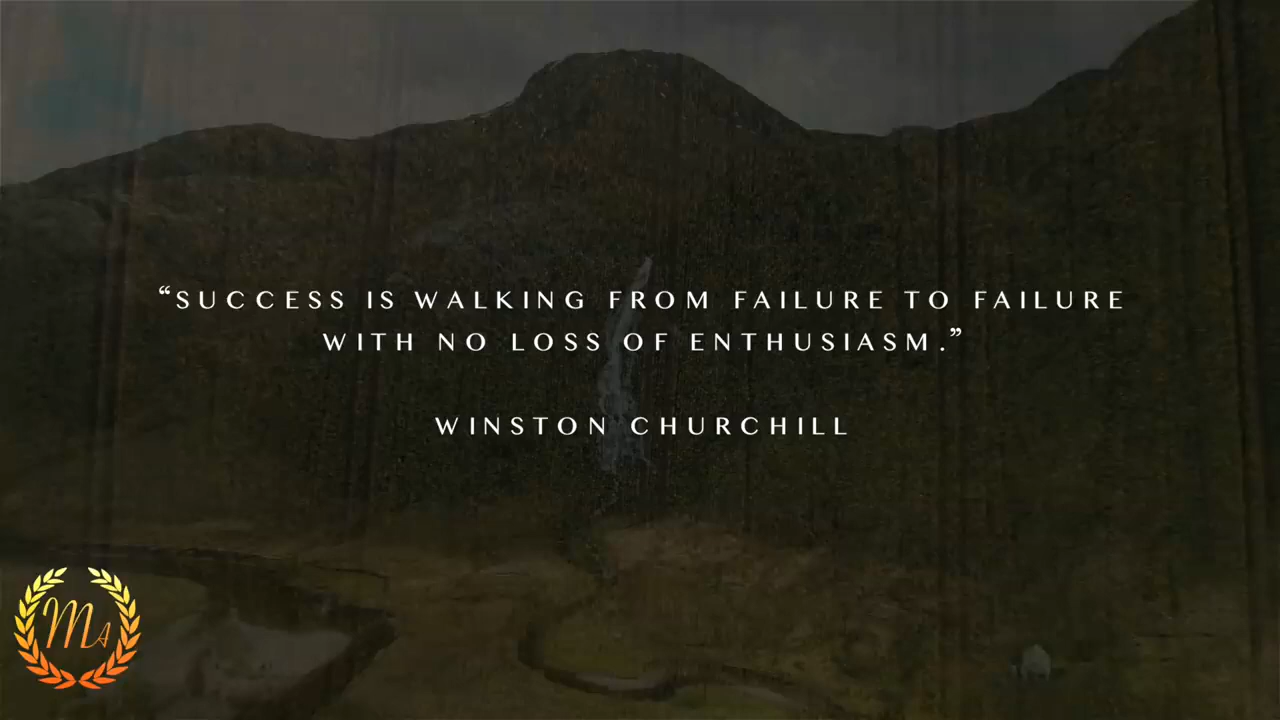 “SUCCESS IS WALKING FROM FAILURE TO FAILURE
WITH NO LOSS OF ENTHUSIASM.”
WINSTON CHURCHILL
MA